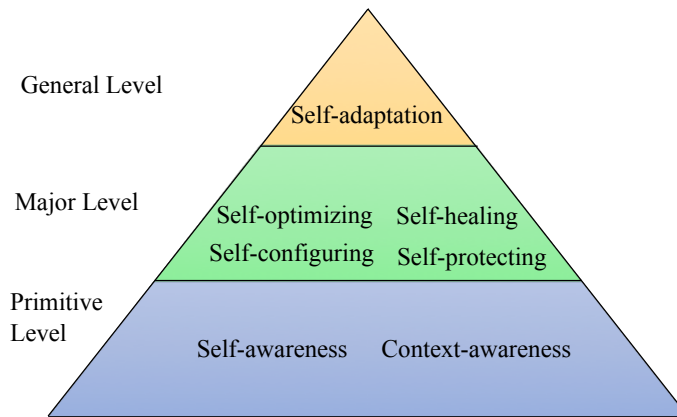 General Level
Self-adaptation
Major Level
Self-optimizing Self-healing
Self-configuring Self-protecting
Primitive
Level
Self-awareness Context-awareness